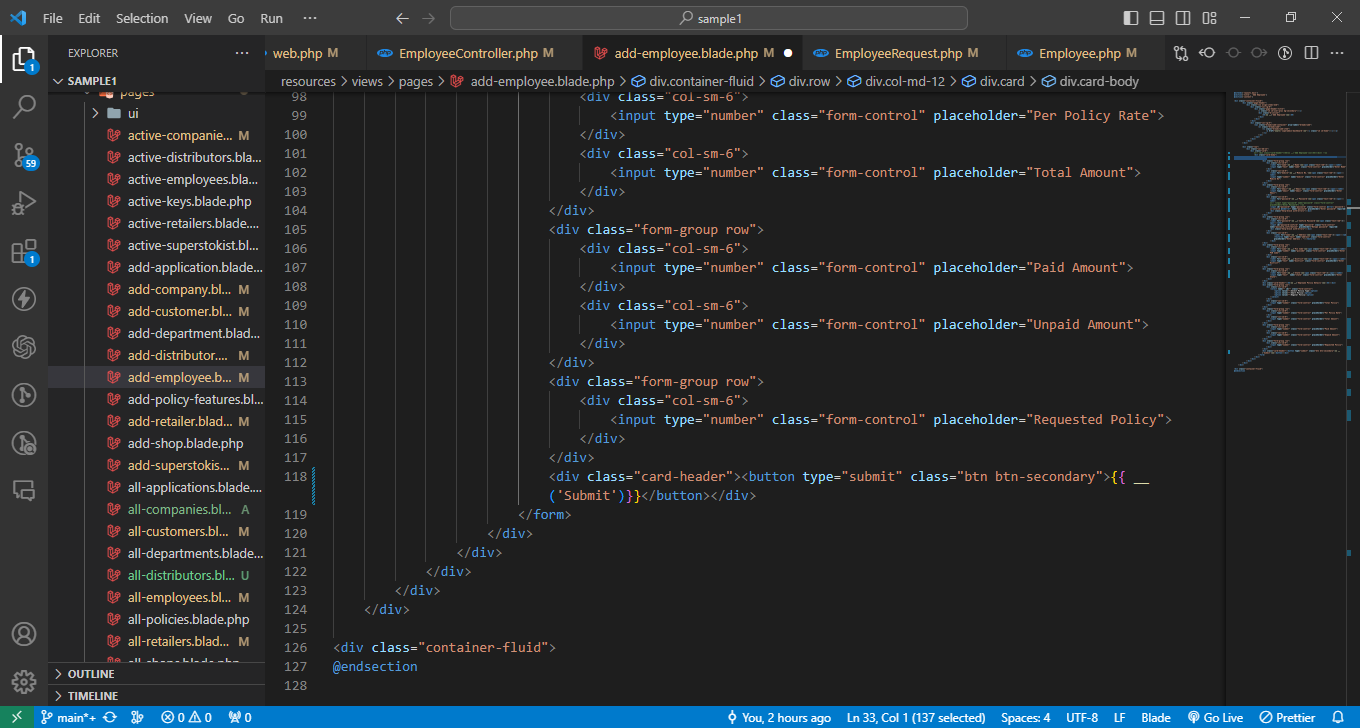 File Edit Selection View Go Run ··· sample1
EXPLORER ···
web.php M EmployeeController.php M add-employee.blade.php M EmployeeRequest.php M Employee.php M ···
SAMPLE1
resources > views > pages > add-employee.blade.php > div.container-fluid > div.row > div.col-md-12 > div.card > div.card-body
pages
ui
active-companie... M
active-distributors.bla...
active-employees.bla...
active-keys.blade.php
active-retailers.blade....
active-superstokist.bl...
add-application.blade...
add-company.bl... M
add-customer.bl... M
add-department.blad...
add-distributor.... M
add-employee.b... M
add-policy-features.bl...
add-retailer.blad... M
add-shop.blade.php
add-superstokis... M
all-applications.blade....
all-companies.bl... A
all-customers.bl... M
all-departments.blade...
all-distributors.bl... U
all-employees.bl... M
all-policies.blade.php
all-retailers.blad... M
all-shops.blade.php
OUTLINE
TIMELINE
1
59
1
98 <div class="col-sm-6">
99 <input type="number" class="form-control" placeholder="Per Policy Rate">
100 </div>
101 <div class="col-sm-6">
102 <input type="number" class="form-control" placeholder="Total Amount">
103 </div>
104 </div>
105 <div class="form-group row">
106 <div class="col-sm-6">
107 <input type="number" class="form-control" placeholder="Paid Amount">
108 </div>
109 <div class="col-sm-6">
110 <input type="number" class="form-control" placeholder="Unpaid Amount">
111 </div>
112 </div>
113 <div class="form-group row">
114 <div class="col-sm-6">
115 <input type="number" class="form-control" placeholder="Requested Policy">
116 </div>
117 </div>
118 <div class="card-header"><button type="submit" class="btn btn-secondary">{{ __
('Submit')}}</button></div>
119 </form>
120 </div>
121 </div>
122 </div>
123 </div>
124 </div>
125
126 <div class="container-fluid">
127 @endsection
128
main*+ 0 0 0 You, 2 hours ago Ln 33, Col 1 (137 selected) Spaces: 4 UTF-8 LF Blade Go Live Prettier